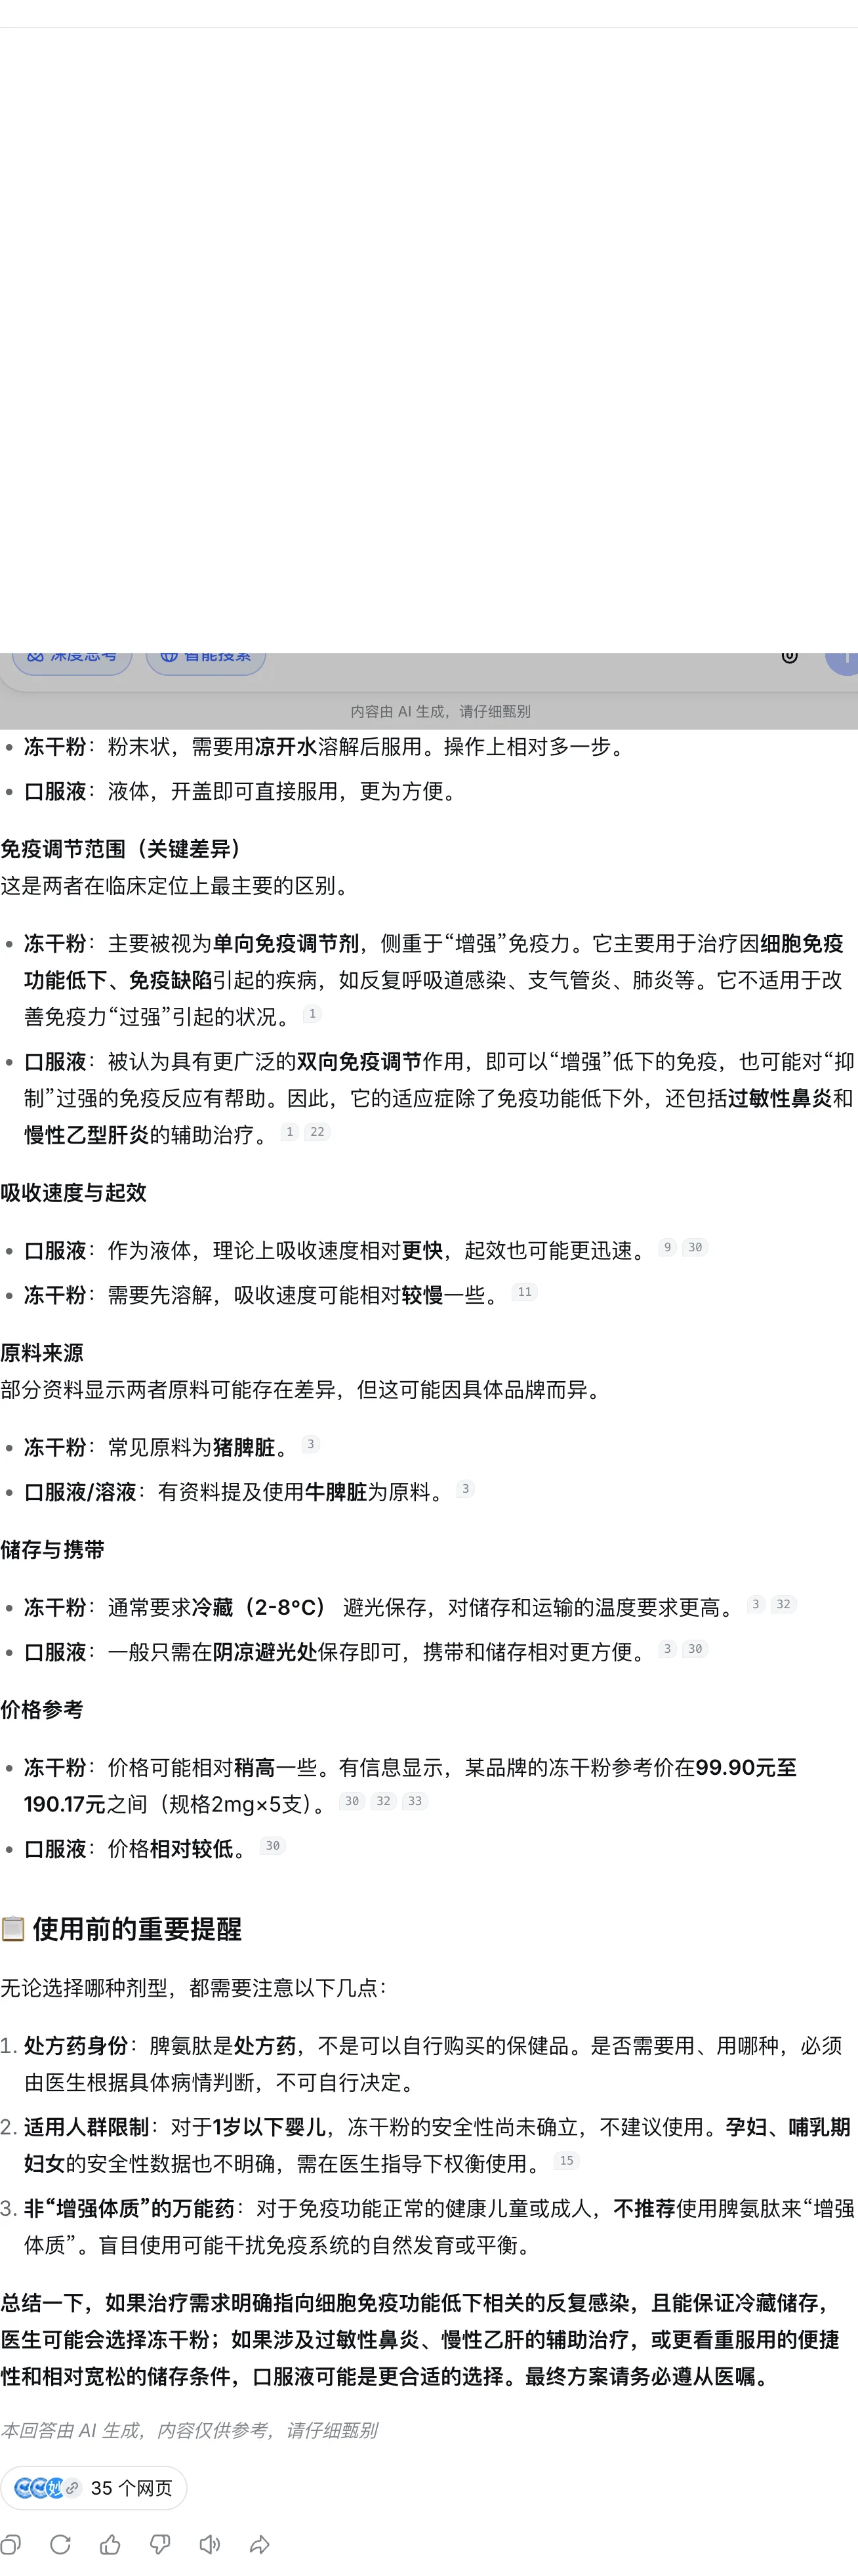 深度思考 智能搜索
内容由 AI 生成，请仔细甄别
冻干粉：粉末状，需要用凉开水溶解后服用。操作上相对多一步。
口服液：液体，开盖即可直接服用，更为方便。
免疫调节范围（关键差异）
这是两者在临床定位上最主要的区别。
冻干粉：主要被视为单向免疫调节剂，侧重于“增强”免疫力。它主要用于治疗因细胞免疫
功能低下、免疫缺陷引起的疾病，如反复呼吸道感染、支气管炎、肺炎等。它不适用于改
善免疫力“过强”引起的状况。 1
口服液：被认为具有更广泛的双向免疫调节作用，即可以“增强”低下的免疫，也可能对“抑
制”过强的免疫反应有帮助。因此，它的适应症除了免疫功能低下外，还包括过敏性鼻炎和
慢性乙型肝炎的辅助治疗。 1 22
吸收速度与起效
口服液：作为液体，理论上吸收速度相对更快，起效也可能更迅速。 9 30
冻干粉：需要先溶解，吸收速度可能相对较慢一些。 11
原料来源
部分资料显示两者原料可能存在差异，但这可能因具体品牌而异。
冻干粉：常见原料为猪脾脏。 3
口服液/溶液：有资料提及使用牛脾脏为原料。 3
储存与携带
冻干粉：通常要求冷藏（2-8°C） 避光保存，对储存和运输的温度要求更高。 3 32
口服液：一般只需在阴凉避光处保存即可，携带和储存相对更方便。 3 30
价格参考
冻干粉：价格可能相对稍高一些。有信息显示，某品牌的冻干粉参考价在99.90元至
190.17元之间（规格2mg×5支）。 30 32 33
口服液：价格相对较低。 30
📋 使用前的重要提醒
无论选择哪种剂型，都需要注意以下几点：
1. 处方药身份：脾氨肽是处方药，不是可以自行购买的保健品。是否需要用、用哪种，必须
由医生根据具体病情判断，不可自行决定。
2. 适用人群限制：对于1岁以下婴儿，冻干粉的安全性尚未确立，不建议使用。孕妇、哺乳期
妇女的安全性数据也不明确，需在医生指导下权衡使用。 15
3. 非“增强体质”的万能药：对于免疫功能正常的健康儿童或成人，不推荐使用脾氨肽来“增强
体质”。盲目使用可能干扰免疫系统的自然发育或平衡。
总结一下，如果治疗需求明确指向细胞免疫功能低下相关的反复感染，且能保证冷藏储存，
医生可能会选择冻干粉；如果涉及过敏性鼻炎、慢性乙肝的辅助治疗，或更看重服用的便捷
性和相对宽松的储存条件，口服液可能是更合适的选择。最终方案请务必遵从医嘱。
本回答由 AI 生成，内容仅供参考，请仔细甄别
35 个网页